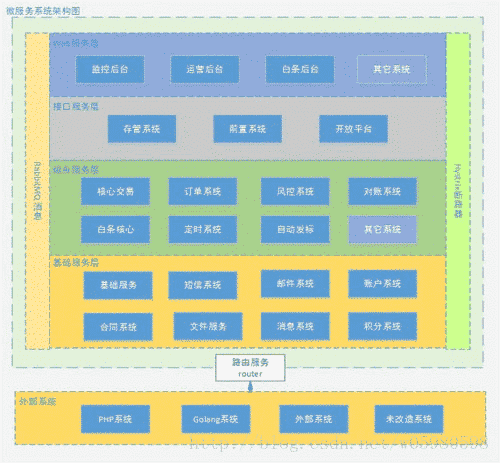 微服务系统架构图
Web服务层
监控后台 运营后台 白条后台 其它系统
接口服务层
存管系统 前置系统 开放平台
RabbitMQ 消息
Hystrix断路器
服务层
核心交易 订单系统 风控系统 对账系统
白条核心 定时系统 自动发标 其它系统
基础服务层
基础服务 短信系统 邮件系统 账户系统
合同系统 文件服务 消息系统 积分系统
路由服务
router
外部系统
PHP系统 Golang系统 外部系统 未改造系统